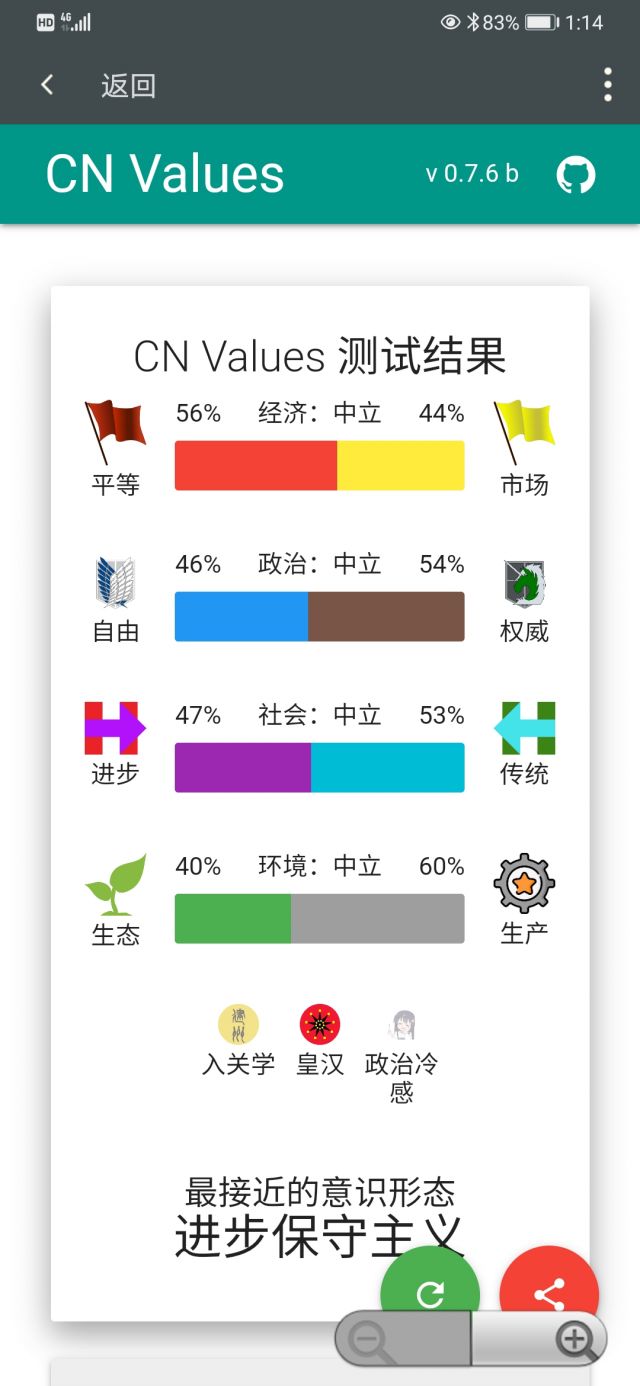 HD 4G 83% 1:14
返回
CN Values v 0.7.6 b
CN Values 测试结果
56% 经济：中立 44%
平等 市场
46% 政治：中立 54%
自由 权威
47% 社会：中立 53%
进步 传统
40% 环境：中立 60%
生态 生产
入关学 皇汉 政治冷
感
最接近的意识形态
进步保守主义